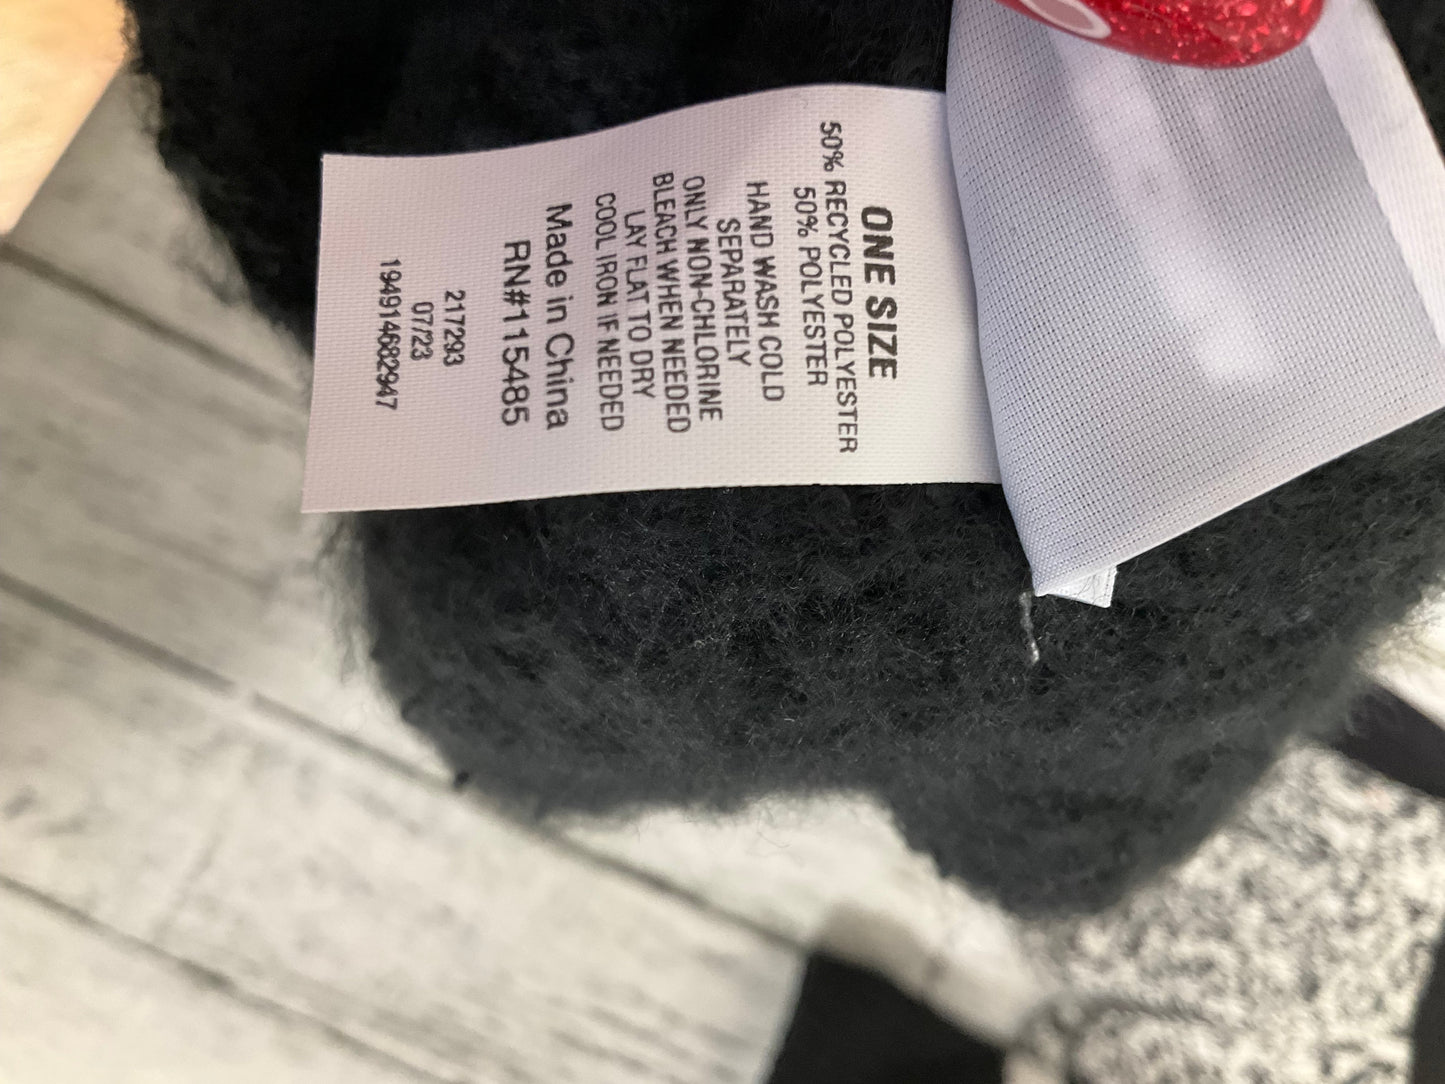 ONE SIZE
50% RECYCLED POLYESTER
50% POLYESTER
HAND WASH COLD
SEPARATELY
ONLY NON-CHLORINE
BLEACH WHEN NEEDED
LAY FLAT TO DRY
COOL IRON IF NEEDED
Made in China
RN#115485
217293
07/23
194914682947